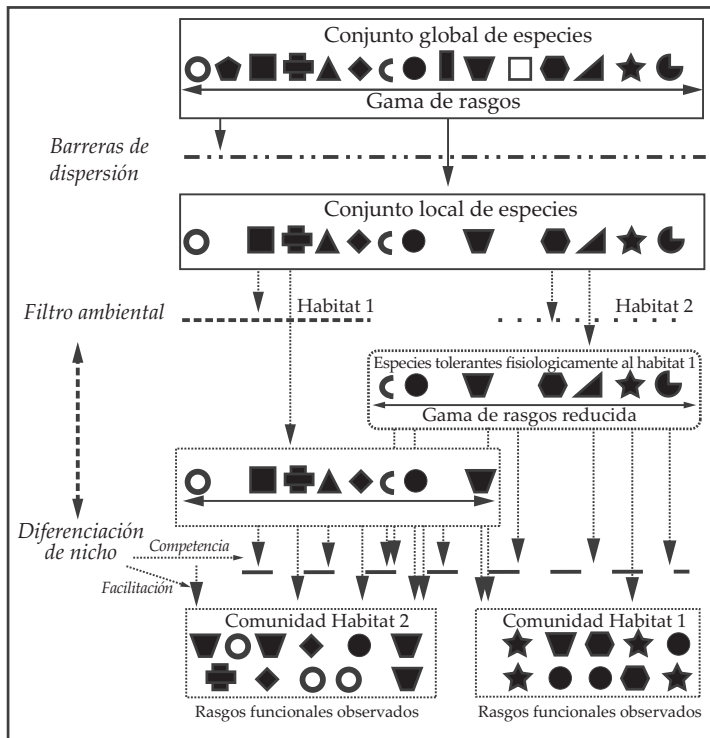 Conjunto global de especies
Gama de rasgos
Barreras de
dispersión
Conjunto local de especies
Filtro ambiental
Habitat 1
Habitat 2
Especies tolerantes fisiologicamente al habitat 1
Gama de rasgos reducida
Diferenciación
de nicho
Competencia
Facilitación
Comunidad Habitat 2
Comunidad Habitat 1
Rasgos funcionales observados
Rasgos funcionales observados